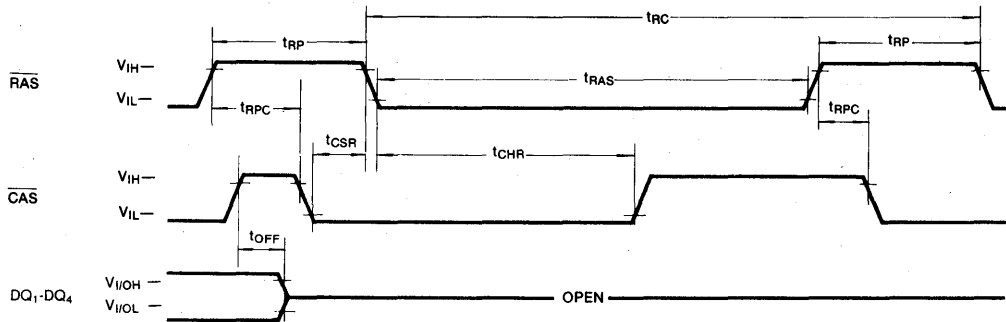 tRC
tRP
tRP
RAS
VIH—
VIL—
tRAS
tRPC
tRPC
tCSR
tCHR
CAS
VIH—
VIL—
tOFF
DQ1-DQ4
VI/OH—
VI/OL—
OPEN